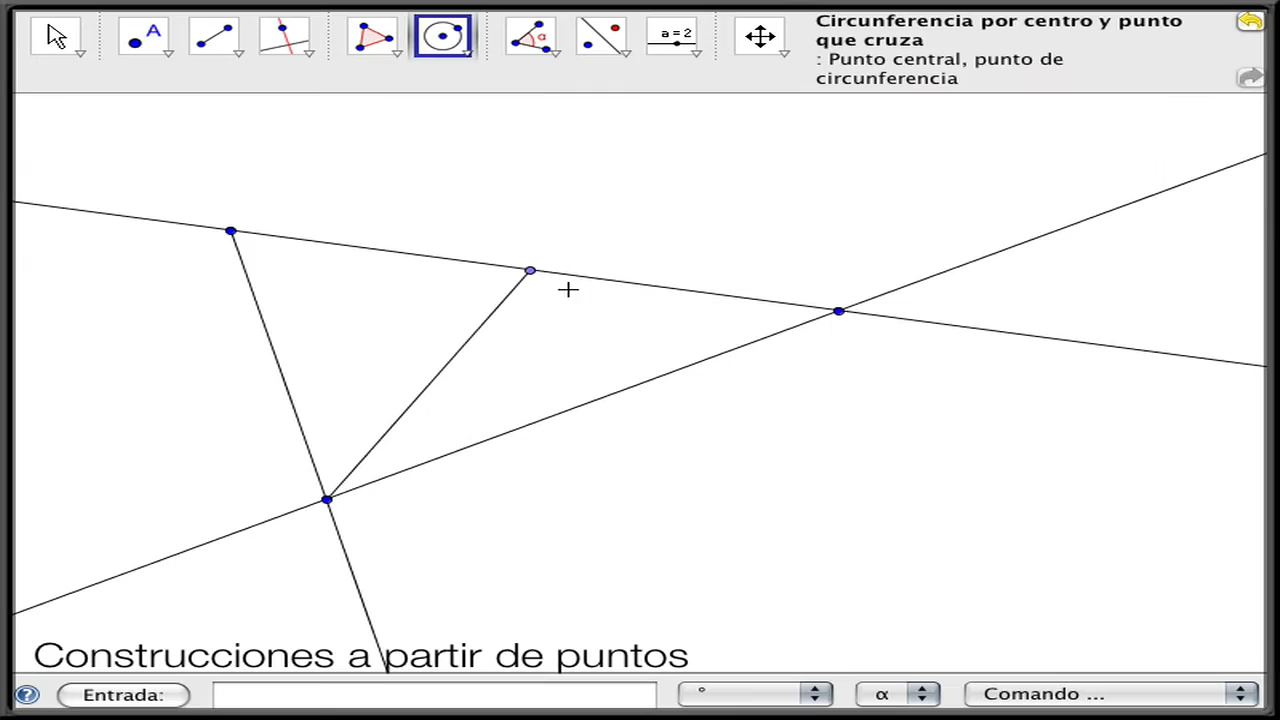 A
α
a = 2
Circunferencia por centro y punto
que cruza
: Punto central, punto de
circunferencia
Construcciones a partir de puntos
Entrada:
°
α
Comando ...